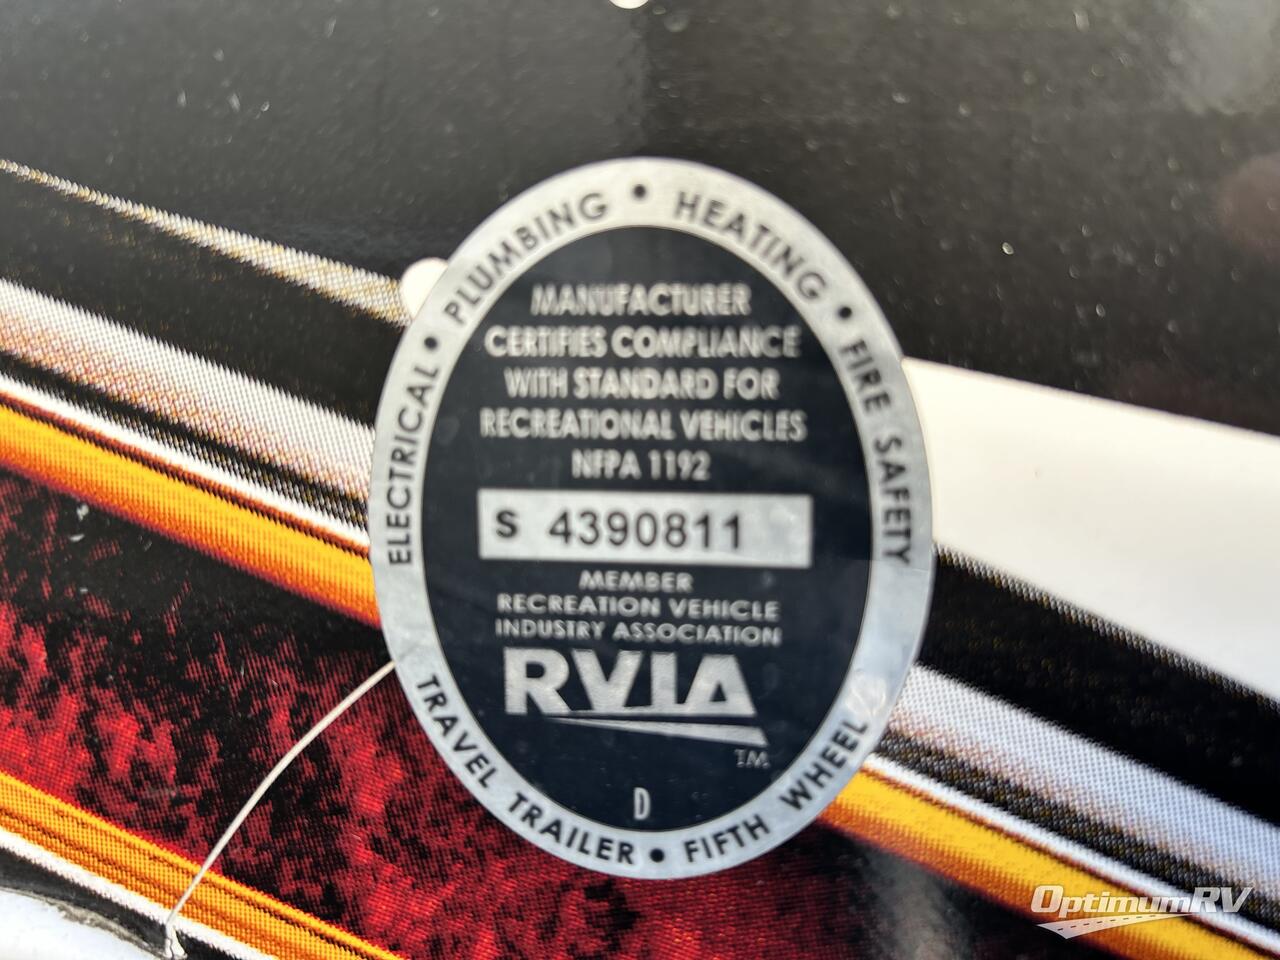 ELECTRICAL • PLUMBING • HEATING • FIRE SAFETY
MANUFACTURER
CERTIFIES COMPLIANCE
WITH STANDARD FOR
RECREATIONAL VEHICLES
NFPA 1192
S 4390811
MEMBER
RECREATION VEHICLE
INDUSTRY ASSOCIATION
RVIA
TM
D
TRAVEL TRAILER • FIFTH WHEEL
OptimumRV